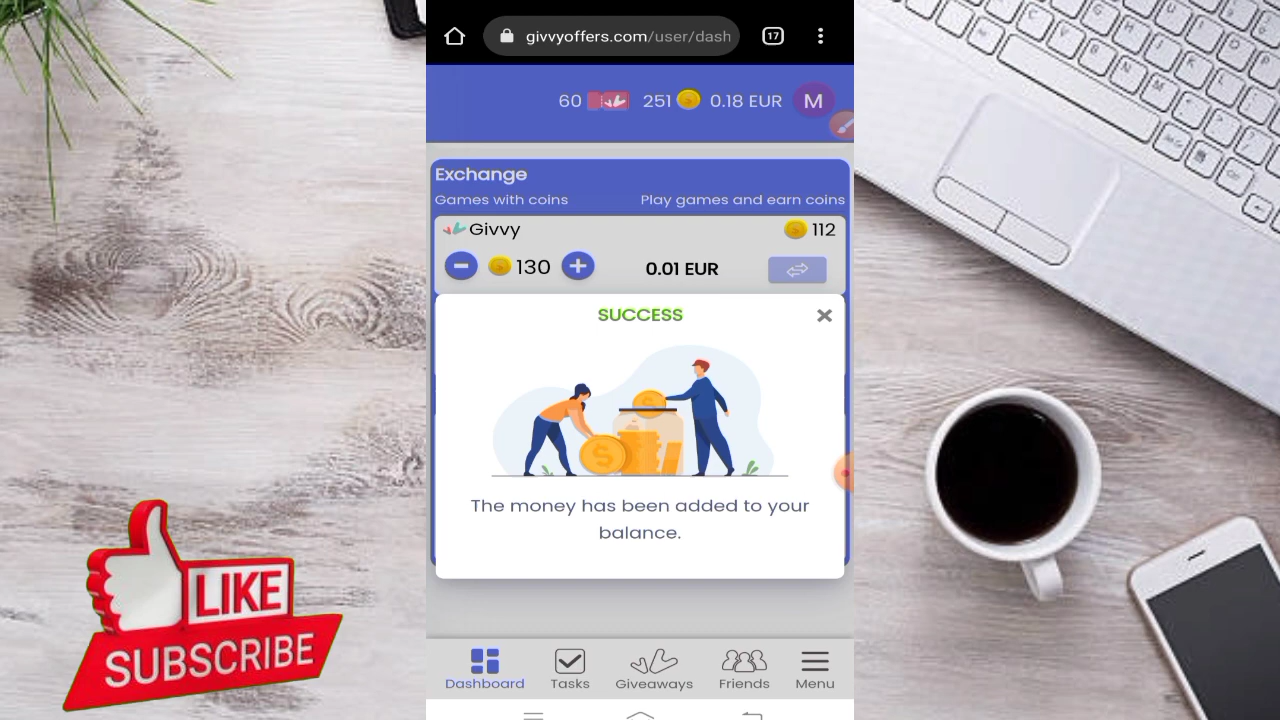 givvyoffers.com/user/dash
17
60 251 0.18 EUR M
Exchange
Games with coins Play games and earn coins
Givvy 112
130 0.01 EUR
SUCCESS
The money has been added to your
balance.
Dashboard Tasks Giveaways Friends Menu
LIKE
SUBSCRIBE